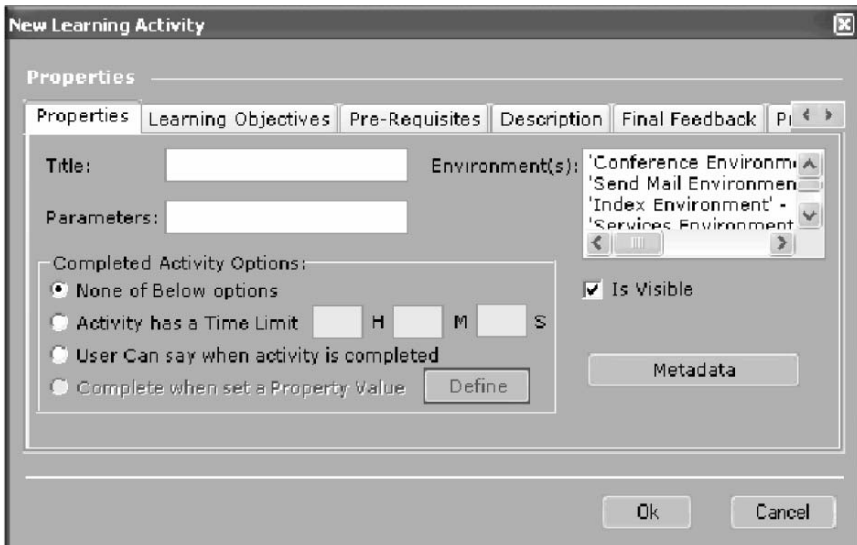 New Learning Activity
Properties
Properties Learning Objectives Pre-Requisites Description Final Feedback
Title:
Environment(s):
'Conference Environm
'Send Mail Environmen
'Index Environment' -
'Services Environment
Parameters:
Completed Activity Options:
None of Below options
Is Visible
Activity has a Time Limit H M S
User Can say when activity is completed
Complete when set a Property Value Define
Metadata
Ok Cancel